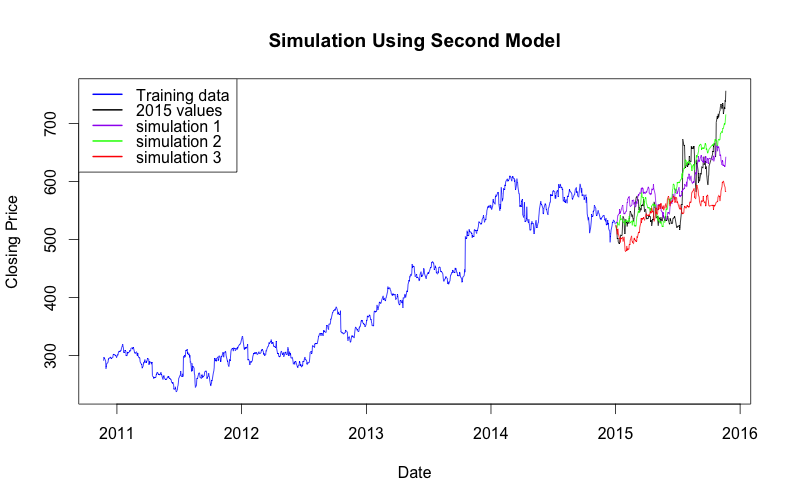 Simulation Using Second Model
Training data
2015 values
simulation 1
simulation 2
simulation 3
Closing Price
700
600
500
400
300
2011 2012 2013 2014 2015 2016
Date